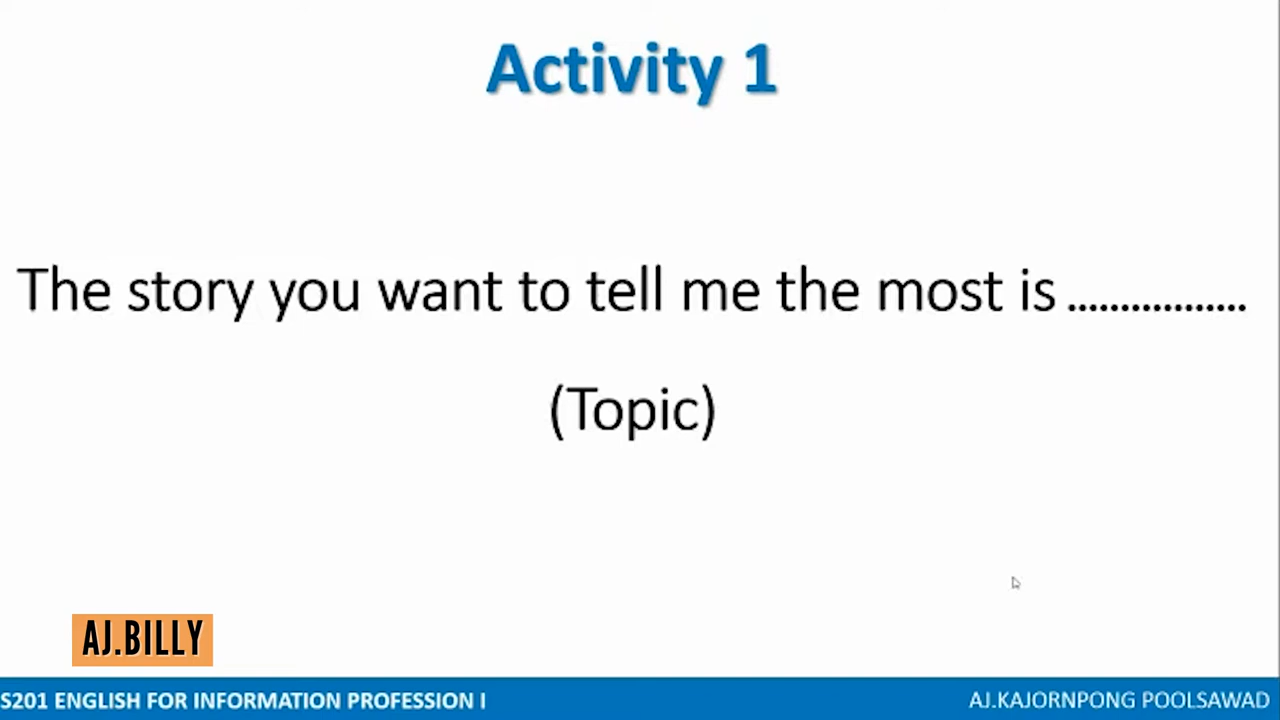 Activity 1
The story you want to tell me the most is .................
(Topic)
AJ.BILLY
S201 ENGLISH FOR INFORMATION PROFESSION I
AJ.KAJORNPONG POOLSAWAD